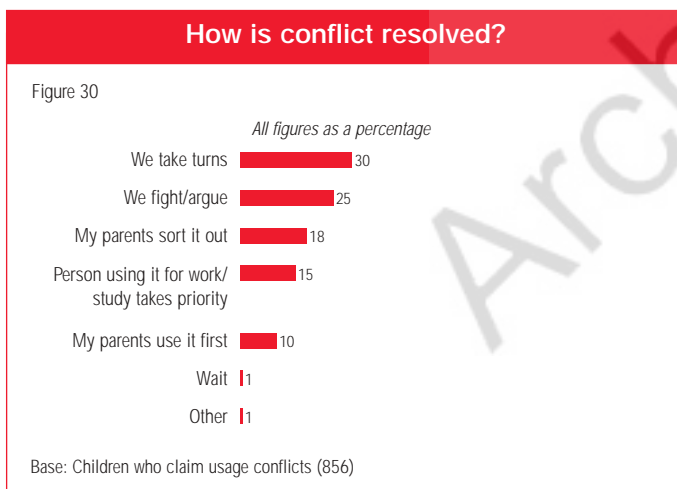 How is conflict resolved?
Figure 30
All figures as a percentage
We take turns 30
We fight/argue 25
My parents sort it out 18
Person using it for work/ 15
study takes priority
My parents use it first 10
Wait 1
Other 1
Base: Children who claim usage conflicts (856)
Arch